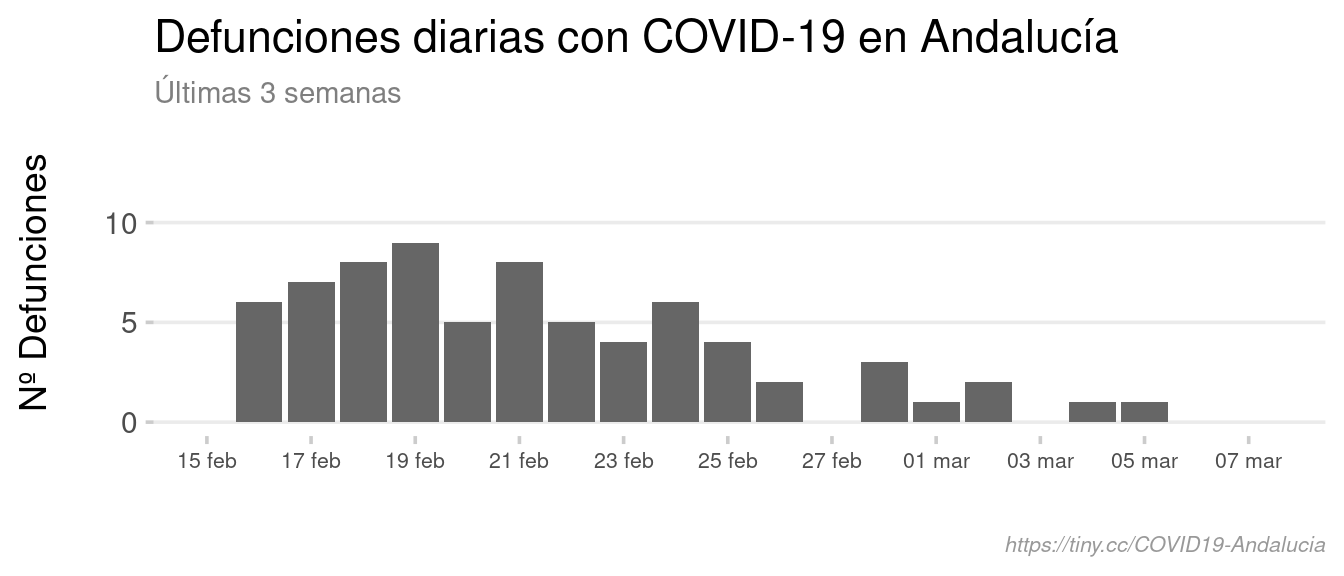 Defunciones diarias con COVID-19 en Andalucía
Últimas 3 semanas
Nº Defunciones
10
5
0
15 feb 17 feb 19 feb 21 feb 23 feb 25 feb 27 feb 01 mar 03 mar 05 mar 07 mar
https://tiny.cc/COVID19-Andalucia